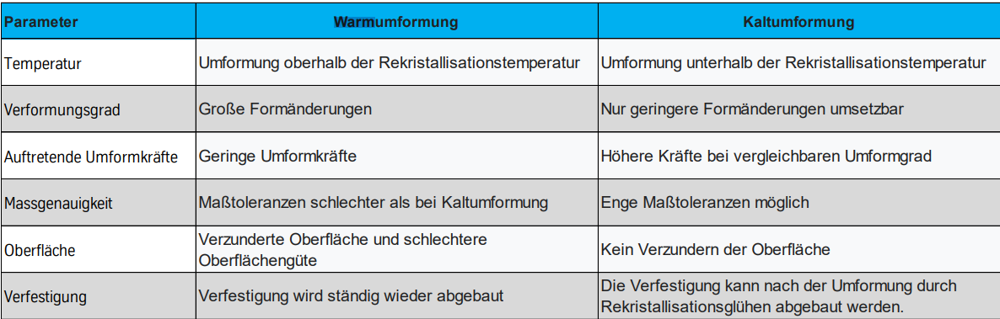 Parameter Warmumformung Kaltumformung
Temperatur Umformung oberhalb der Rekristallisationstemperatur Umformung unterhalb der Rekristallisationstemperatur
Verformungsgrad Große Formänderungen Nur geringere Formänderungen umsetzbar
Auftretende Umformkräfte Geringe Umformkräfte Höhere Kräfte bei vergleichbaren Umformgrad
Massgenauigkeit Maßtoleranzen schlechter als bei Kaltumformung Enge Maßtoleranzen möglich
Oberfläche Verzunderte Oberfläche und schlechtere
Oberflächengüte Kein Verzundern der Oberfläche
Verfestigung Verfestigung wird ständig wieder abgebaut Die Verfestigung kann nach der Umformung durch
Rekristallisationsglühen abgebaut werden.